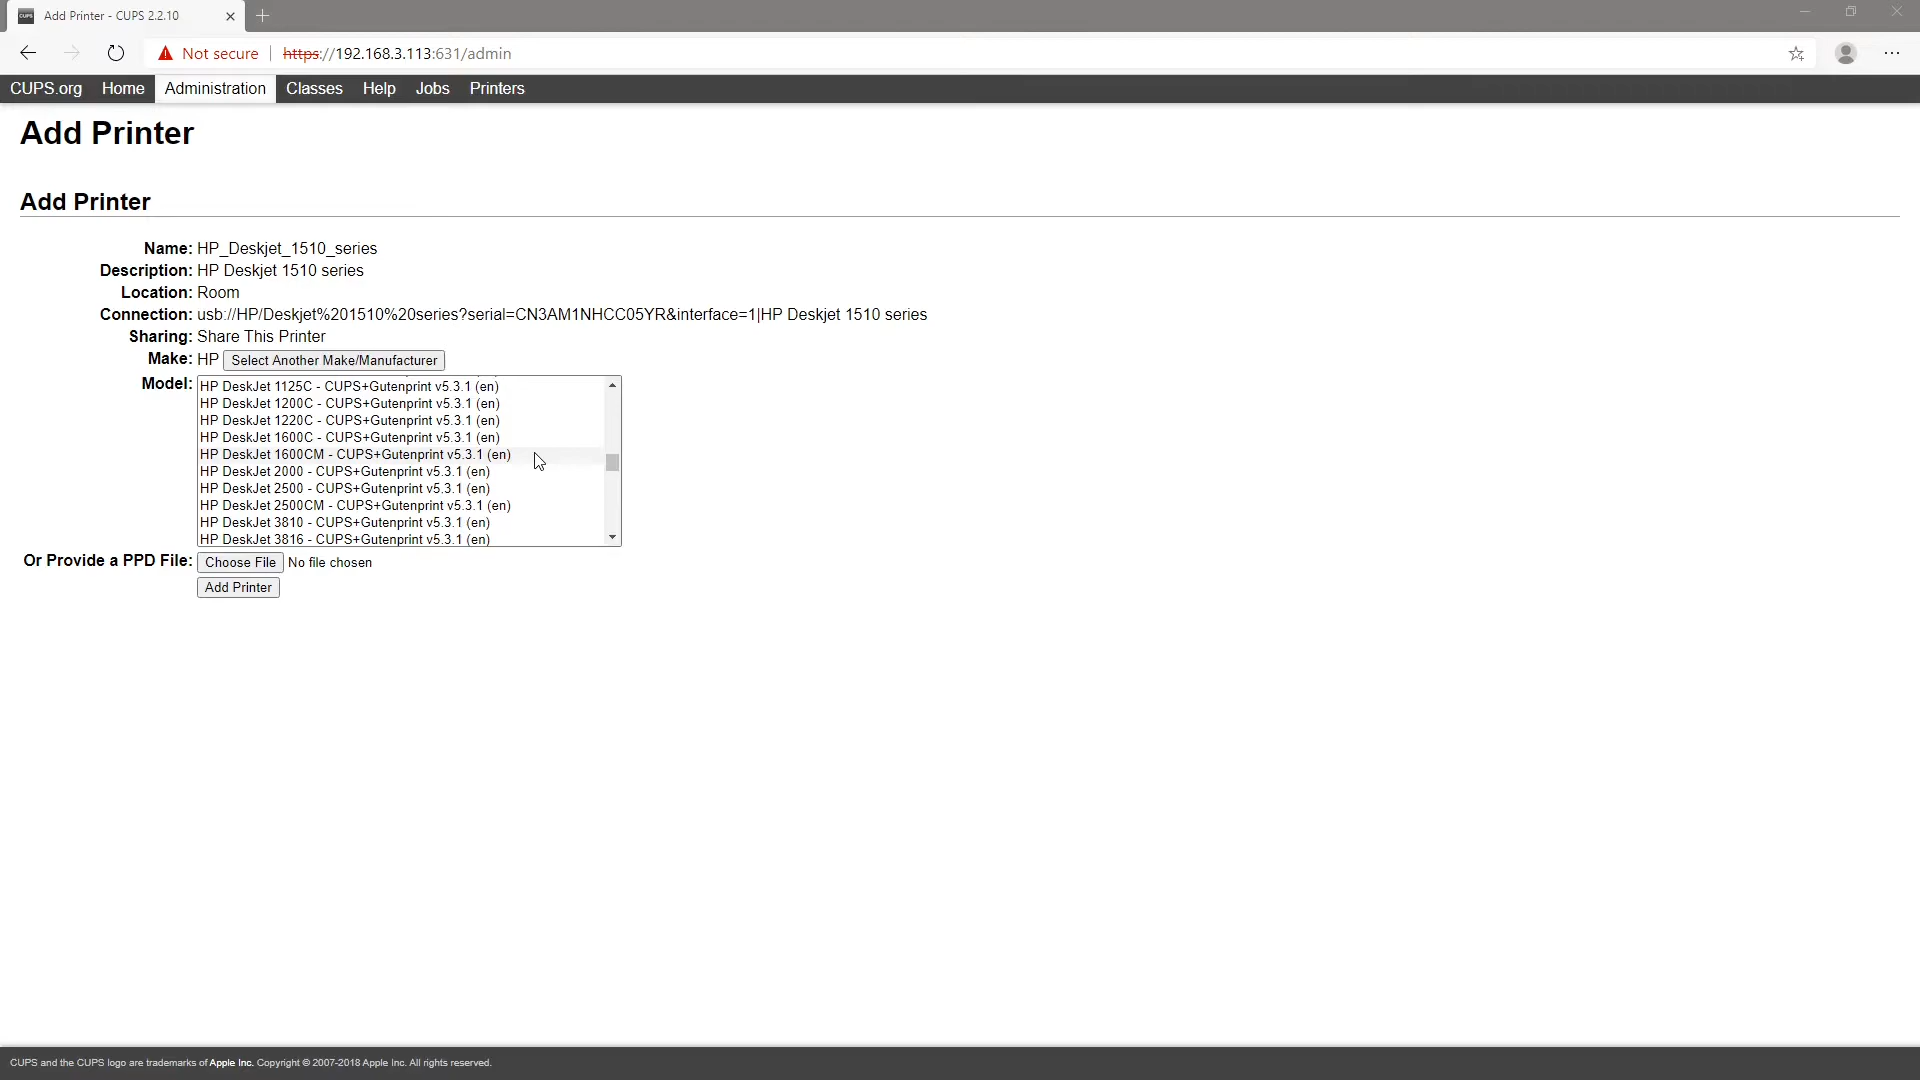 Add Printer - CUPS 2.2.10
Not secure | https://192.168.3.113:631/admin
CUPS.org Home Administration Classes Help Jobs Printers
Add Printer
Add Printer
Name: HP_Deskjet_1510_series
Description: HP Deskjet 1510 series
Location: Room
Connection: usb://HP/Deskjet%201510%20series?serial=CN3AM1NHCC05YR&interface=1|HP Deskjet 1510 series
Sharing: Share This Printer
Make: HP Select Another Make/Manufacturer
Model: HP DeskJet 1125C - CUPS+Gutenprint v5.3.1 (en)
HP DeskJet 1200C - CUPS+Gutenprint v5.3.1 (en)
HP DeskJet 1220C - CUPS+Gutenprint v5.3.1 (en)
HP DeskJet 1600C - CUPS+Gutenprint v5.3.1 (en)
HP DeskJet 1600CM - CUPS+Gutenprint v5.3.1 (en)
HP DeskJet 2000 - CUPS+Gutenprint v5.3.1 (en)
HP DeskJet 2500 - CUPS+Gutenprint v5.3.1 (en)
HP DeskJet 2500CM - CUPS+Gutenprint v5.3.1 (en)
HP DeskJet 3810 - CUPS+Gutenprint v5.3.1 (en)
HP DeskJet 3816 - CUPS+Gutenprint v5.3.1 (en)
Or Provide a PPD File: Choose File No file chosen
Add Printer
CUPS and the CUPS logo are trademarks of Apple Inc. Copyright © 2007-2018 Apple Inc. All rights reserved.